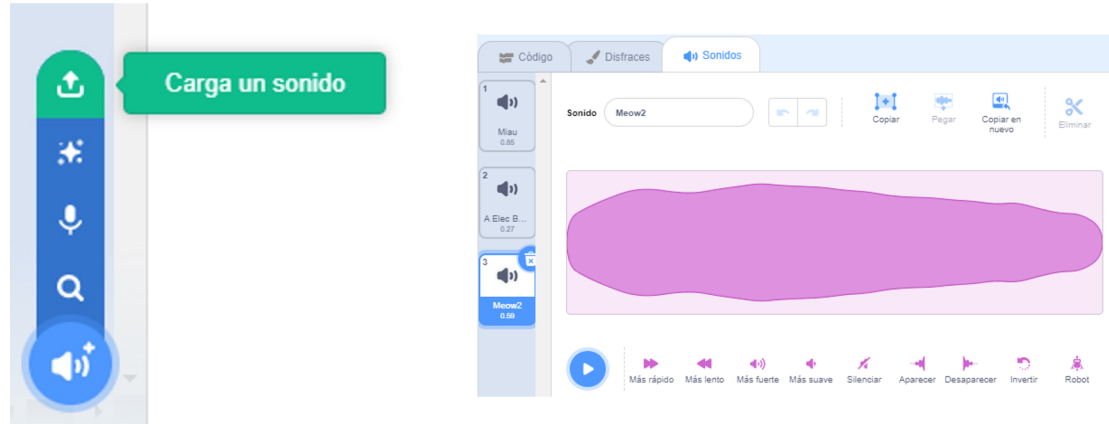 Carga un sonido
Código
Disfraces
Sonidos
1
Miau
0.85
2
A Elec B...
0.27
3
Meow2
0.59
Sonido
Meow2
Copiar
Pegar
Copiar en
nuevo
Eliminar
Más rápido
Más lento
Más fuerte
Más suave
Silenciar
Aparecer
Desaparecer
Invertir
Robot